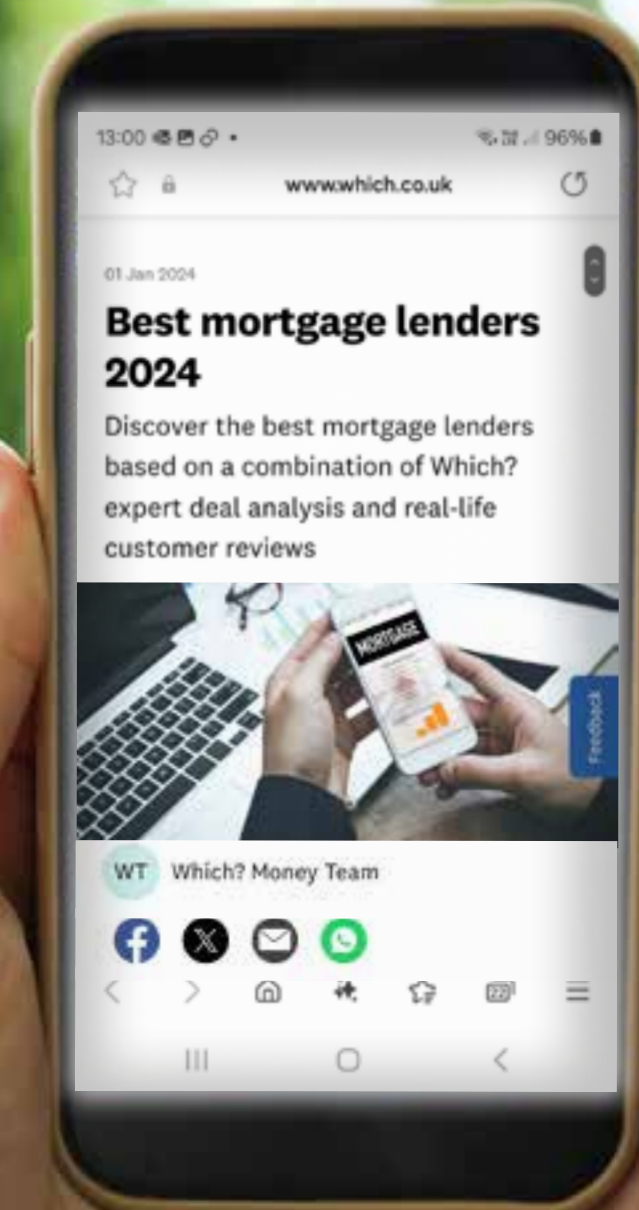 13:00
96%
www.which.co.uk
01 Jan 2024
Best mortgage lenders
2024
Discover the best mortgage lenders
based on a combination of Which?
expert deal analysis and real-life
customer reviews
MORTGAGE
Feedback
WT Which? Money Team
22